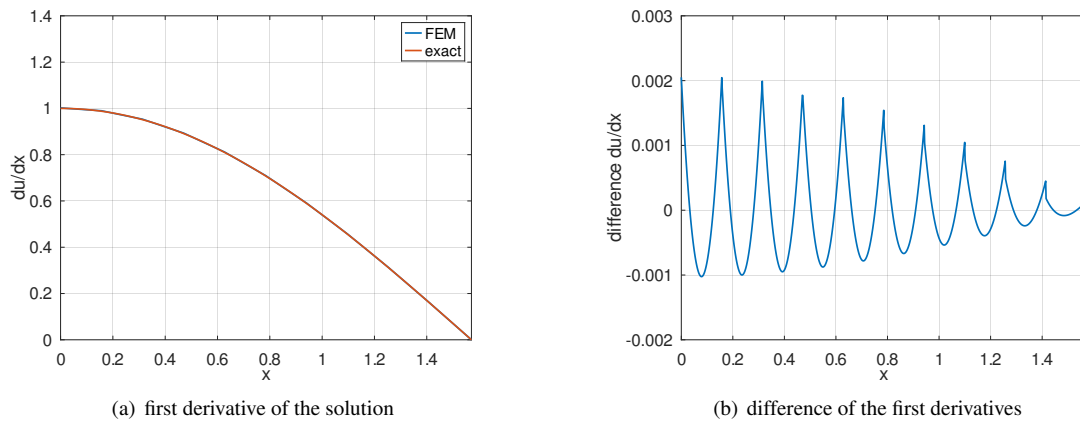 1.4
1.2
1
0.8
0.6
0.4
0.2
0
du/dx
FEM
exact
0 0.2 0.4 0.6 0.8 1 1.2 1.4
x
(a) first derivative of the solution
0.003
0.002
0.001
0
-0.001
-0.002
difference du/dx
0 0.2 0.4 0.6 0.8 1 1.2 1.4
x
(b) difference of the first derivatives